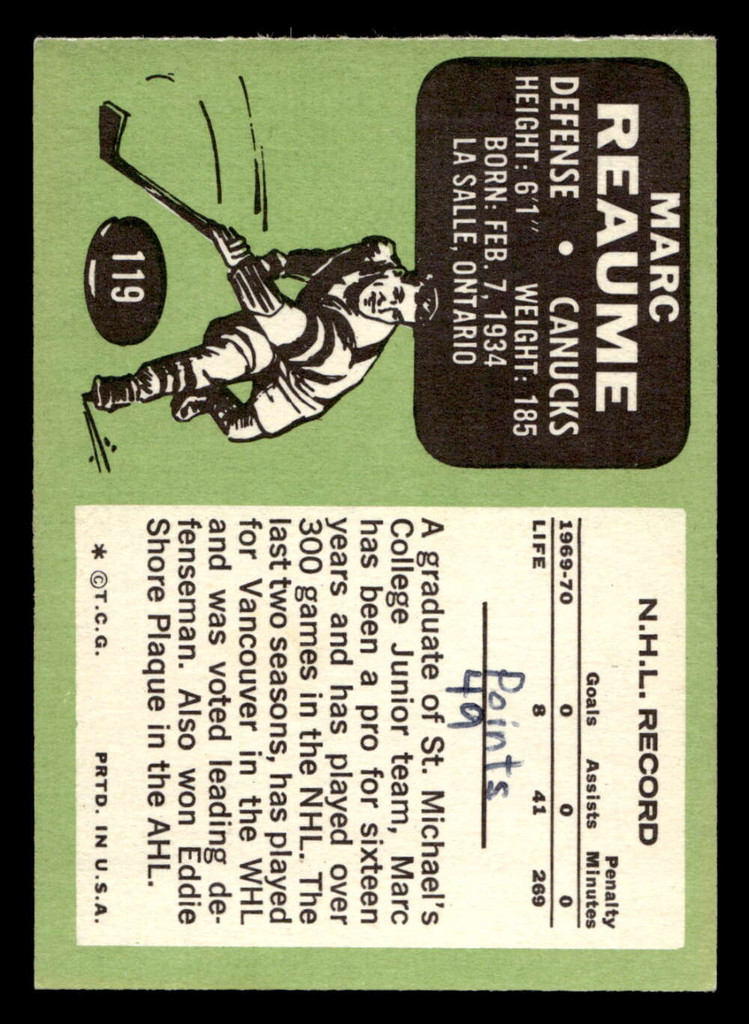 MARC
REAUME
DEFENSE • CANUCKS
HEIGHT: 6'1" WEIGHT: 185
BORN: FEB. 7, 1934
LA SALLE, ONTARIO
119
N.H.L. RECORD
Goals Assists Penalty Minutes
1969-70 0 0 0
LIFE 8 41 269
Points
49
A graduate of St. Michael's
College Junior team, Marc
has been a pro for sixteen
years and has played over
300 games in the NHL. The
last two seasons, has played
for Vancouver in the WHL
and was voted leading de-
fenseman. Also won Eddie
Shore Plaque in the AHL.
* ©T.C.G. PRTD. IN U.S.A.